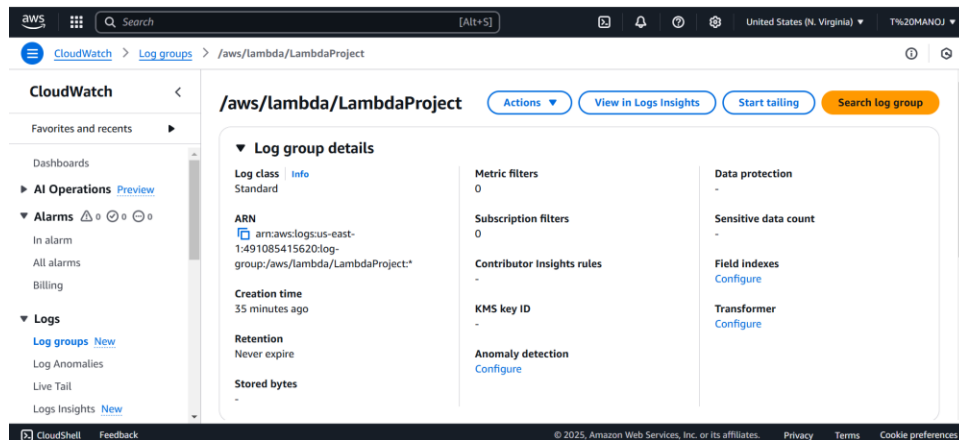 aws
Search
[Alt+S]
United States (N. Virginia)
T%20MANOJ
CloudWatch > Log groups > /aws/lambda/LambdaProject
CloudWatch
Favorites and recents
Dashboards
AI Operations Preview
Alarms 0 0 0
In alarm
All alarms
Billing
Logs
Log groups New
Log Anomalies
Live Tail
Logs Insights New
/aws/lambda/LambdaProject
Actions
View in Logs Insights
Start tailing
Search log group
Log group details
Log class Info
Standard
ARN
arn:aws:logs:us-east-
1:491085415620:log-
group:/aws/lambda/LambdaProject:*
Creation time
35 minutes ago
Retention
Never expire
Stored bytes
-
Metric filters
0
Subscription filters
0
Contributor Insights rules
-
KMS key ID
-
Anomaly detection
Configure
Data protection
-
Sensitive data count
-
Field indexes
Configure
Transformer
Configure
CloudShell Feedback
© 2025, Amazon Web Services, Inc. or its affiliates. Privacy Terms Cookie preferences